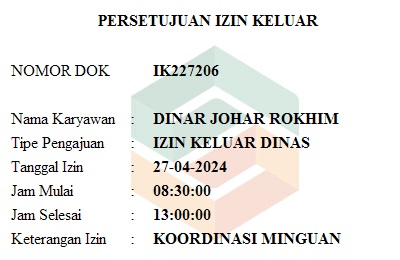 PERSETUJUAN IZIN KELUAR
NOMOR DOK IK227206
Nama Karyawan : DINAR JOHAR ROKHIM
Tipe Pengajuan : IZIN KELUAR DINAS
Tanggal Izin : 27-04-2024
Jam Mulai : 08:30:00
Jam Selesai : 13:00:00
Keterangan Izin : KOORDINASI MINGUAN